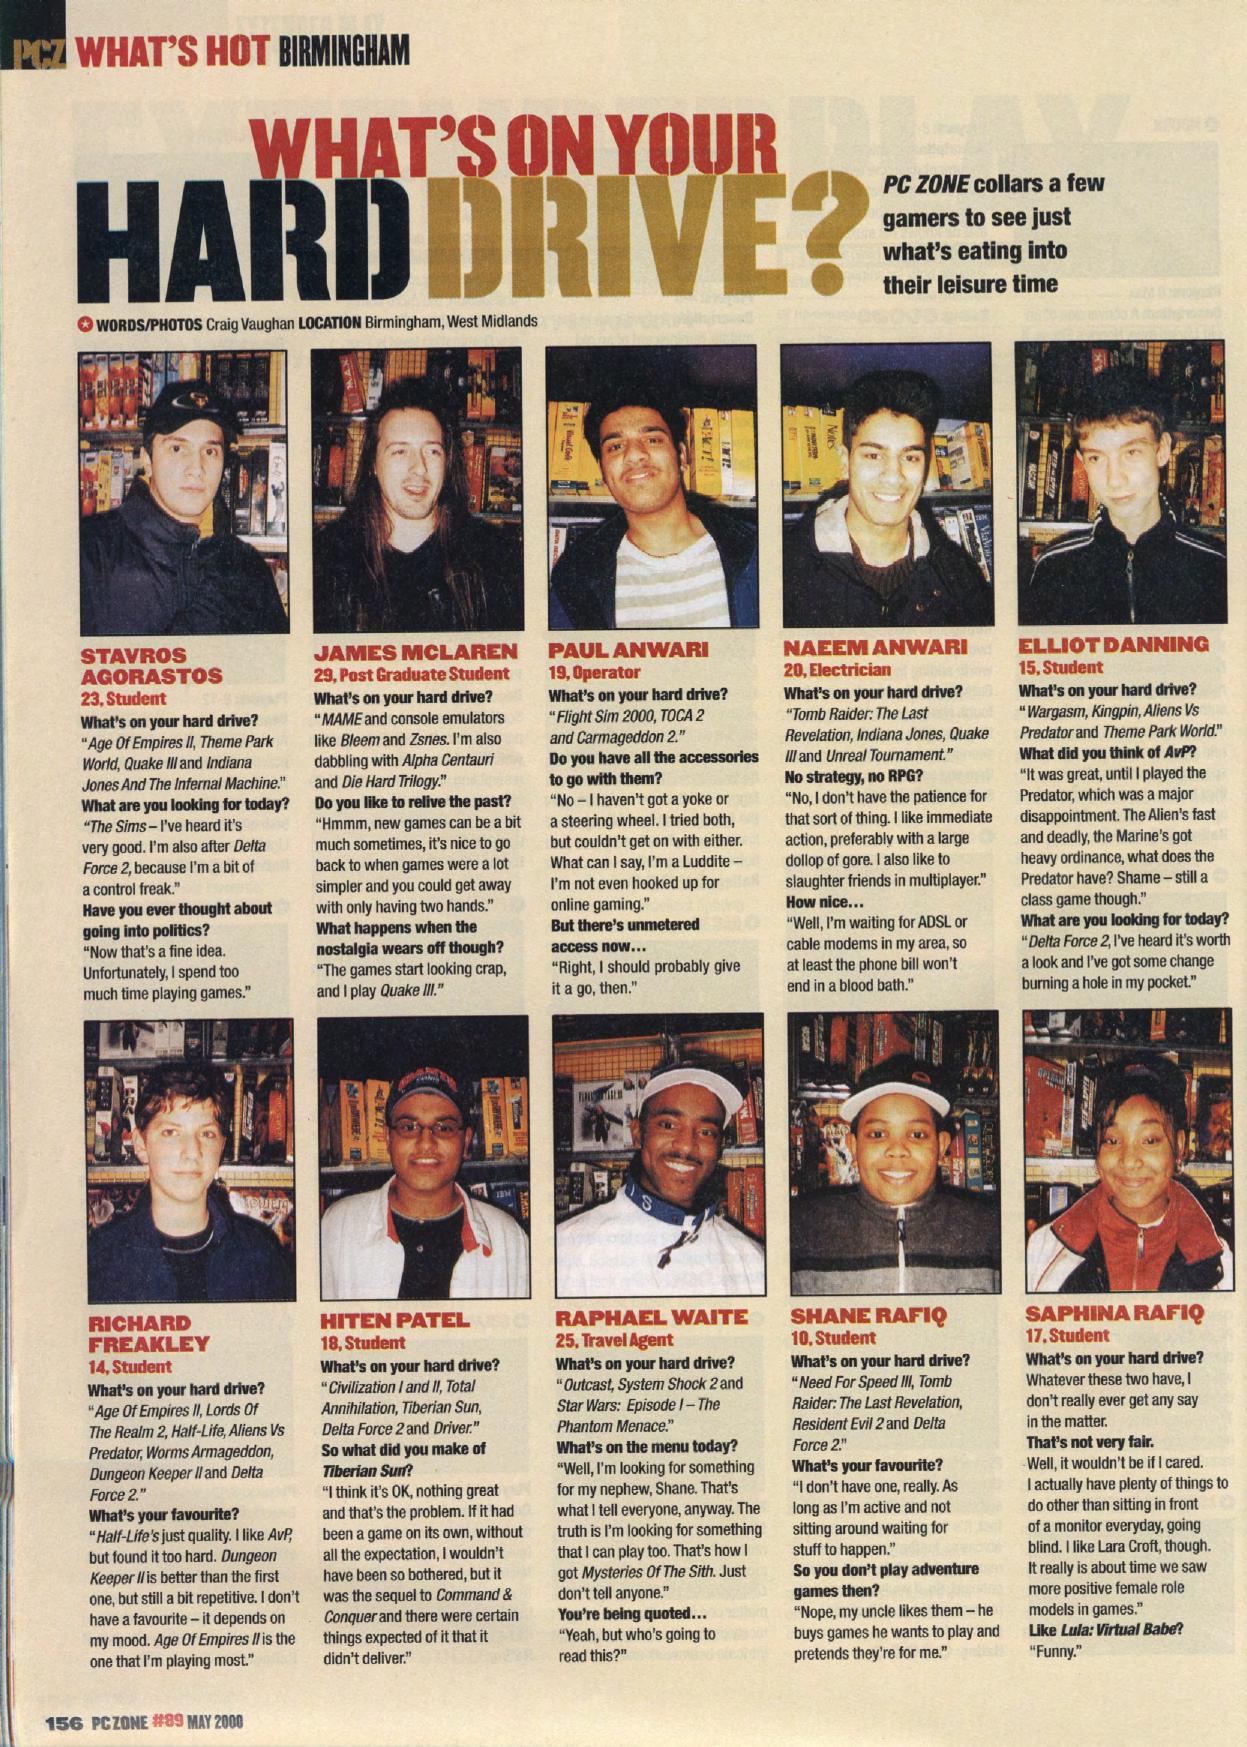 PCZ WHAT'S HOT BIRMINGHAM
WHAT'S ON YOUR
HARD DRIVE?
PC ZONE collars a few
gamers to see just
what's eating into
their leisure time
WORDS/PHOTOS Craig Vaughan LOCATION Birmingham, West Midlands
STAVROS
AGORASTOS
23, Student
What's on your hard drive?
"Age Of Empires II, Theme Park
World, Quake III and Indiana
Jones And The Infernal Machine."
What are you looking for today?
"The Sims – I've heard it's
very good. I'm also after Delta
Force 2, because I'm a bit of
a control freak."
Have you ever thought about
going into politics?
"Now that's a fine idea.
Unfortunately, I spend too
much time playing games."
JAMES MCLAREN
29, Post Graduate Student
What's on your hard drive?
"MAME and console emulators
like Bleem and Zsnes. I'm also
dabbling with Alpha Centauri
and Die Hard Trilogy."
Do you like to relive the past?
"Hmmm, new games can be a bit
much sometimes, it's nice to go
back to when games were a lot
simpler and you could get away
with only having two hands."
What happens when the
nostalgia wears off though?
"The games start looking crap,
and I play Quake III."
PAUL ANWARI
19, Operator
What's on your hard drive?
"Flight Sim 2000, TOCA 2
and Carmageddon 2."
Do you have all the accessories
to go with them?
"No – I haven't got a yoke or
a steering wheel. I tried both,
but couldn't get on with either.
What can I say, I'm a Luddite –
I'm not even hooked up for
online gaming."
But there's unmetered
access now...
"Right, I should probably give
it a go, then."
NAEEM ANWARI
20, Electrician
What's on your hard drive?
"Tomb Raider: The Last
Revelation, Indiana Jones, Quake
III and Unreal Tournament."
No strategy, no RPG?
"No, I don't have the patience for
that sort of thing. I like immediate
action, preferably with a large
dollop of gore. I also like to
slaughter friends in multiplayer."
How nice...
"Well, I'm waiting for ADSL or
cable modems in my area, so
at least the phone bill won't
end in a blood bath."
ELLIOT DANNING
15, Student
What's on your hard drive?
"Wargasm, Kingpin, Aliens Vs
Predator and Theme Park World."
What did you think of AvP?
"It was great, until I played the
Predator, which was a major
disappointment. The Alien's fast
and deadly, the Marine's got
heavy ordinance, what does the
Predator have? Shame – still a
class game though."
What are you looking for today?
"Delta Force 2, I've heard it's worth
a look and I've got some change
burning a hole in my pocket."
RICHARD
FREAKLEY
14, Student
What's on your hard drive?
"Age Of Empires II, Lords Of
The Realm 2, Half-Life, Aliens Vs
Predator, Worms Armageddon,
Dungeon Keeper II and Delta
Force 2."
What's your favourite?
"Half-Life's just quality. I like AvP,
but found it too hard. Dungeon
Keeper II is better than the first
one, but still a bit repetitive. I don't
have a favourite – it depends on
my mood. Age Of Empires II is the
one that I'm playing most."
HITEN PATEL
18, Student
What's on your hard drive?
"Civilization I and II, Total
Annihilation, Tiberian Sun,
Delta Force 2 and Driver."
So what did you make of
Tiberian Sun?
"I think it's OK, nothing great
and that's the problem. If it had
been a game on its own, without
all the expectation, I wouldn't
have been so bothered, but it
was the sequel to Command &
Conquer and there were certain
things expected of it that it
didn't deliver."
RAPHAEL WAITE
25, Travel Agent
What's on your hard drive?
"Outcast, System Shock 2 and
Star Wars: Episode I – The
Phantom Menace."
What's on the menu today?
"Well, I'm looking for something
for my nephew, Shane. That's
what I tell everyone, anyway. The
truth is I'm looking for something
that I can play too. That's how I
got Mysteries Of The Sith. Just
don't tell anyone."
You're being quoted...
"Yeah, but who's going to
read this?"
SHANE RAFIQ
10, Student
What's on your hard drive?
"Need For Speed III, Tomb
Raider: The Last Revelation,
Resident Evil 2 and Delta
Force 2."
What's your favourite?
"I don't have one, really. As
long as I'm active and not
sitting around waiting for
stuff to happen."
So you don't play adventure
games then?
"Nope, my uncle likes them – he
buys games he wants to play and
pretends they're for me."
SAPHINA RAFIQ
17, Student
What's on your hard drive?
Whatever these two have, I
don't really ever get any say
in the matter.
That's not very fair.
Well, it wouldn't be if I cared.
I actually have plenty of things to
do other than sitting in front
of a monitor everyday, going
blind. I like Lara Croft, though.
It really is about time we saw
more positive female role
models in games."
Like Lula: Virtual Babe?
"Funny."
156 PC ZONE #89 MAY 2000